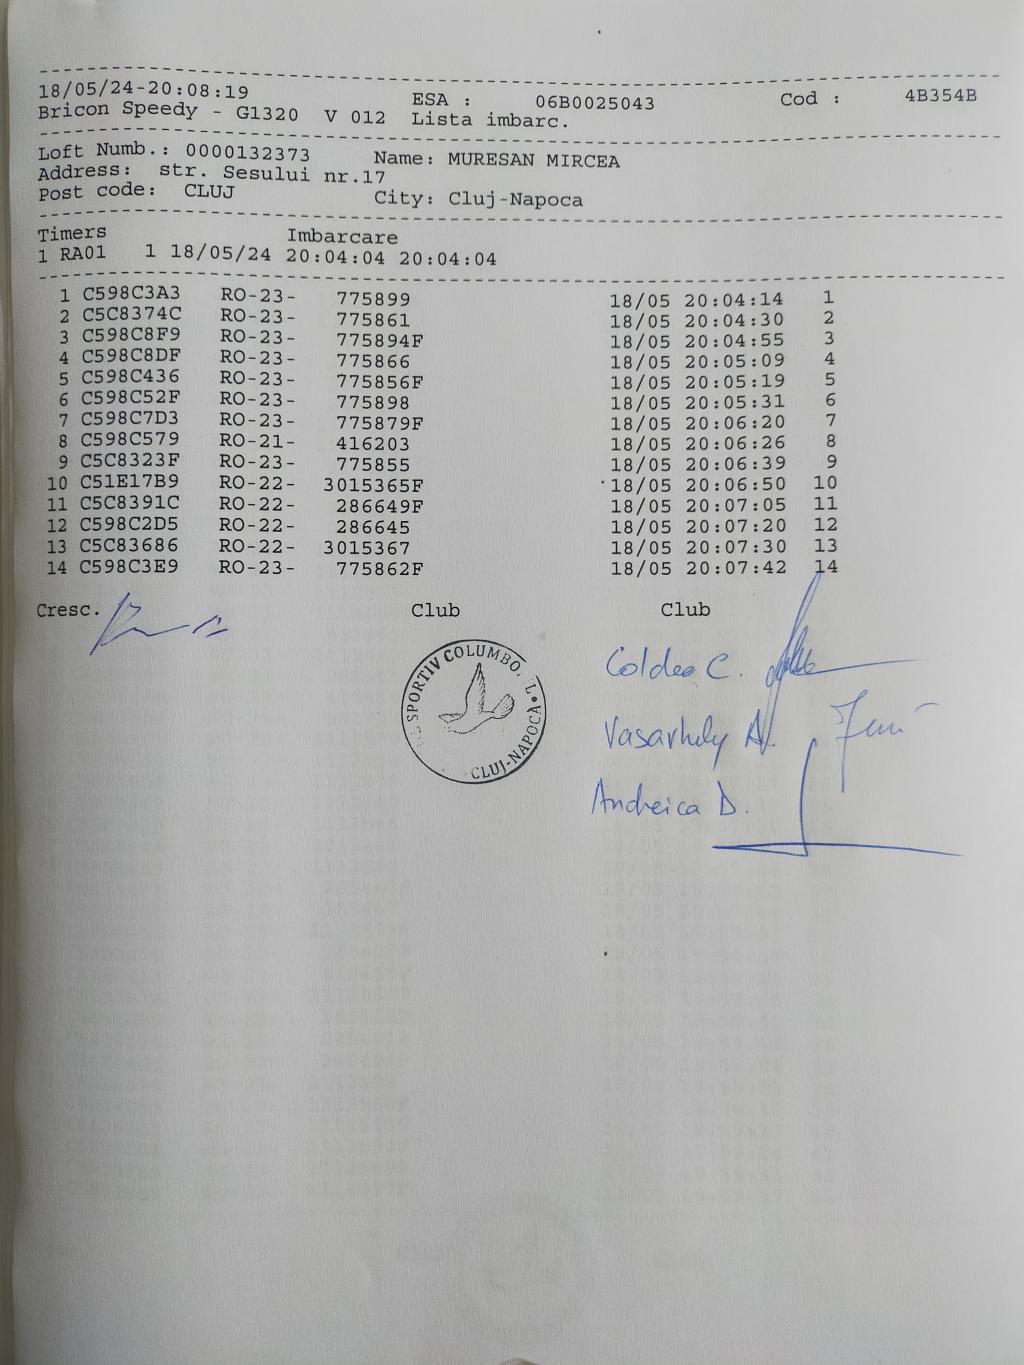 18/05/24-20:08:19 ESA : 06B0025043 Cod : 4B354B
Bricon Speedy - G1320 V 012 Lista imbarc.
Loft Numb.: 0000132373 Name: MURESAN MIRCEA
Address: str. Sesului nr.17
Post code: CLUJ City: Cluj-Napoca
Timers Imbarcare
1 RA01 1 18/05/24 20:04:04 20:04:04
1 C598C3A3 RO-23- 775899 18/05 20:04:14 1
2 C5C8374C RO-23- 775861 18/05 20:04:30 2
3 C598C8F9 RO-23- 775894F 18/05 20:04:55 3
4 C598C8DF RO-23- 775866 18/05 20:05:09 4
5 C598C436 RO-23- 775856F 18/05 20:05:19 5
6 C598C52F RO-23- 775898 18/05 20:05:31 6
7 C598C7D3 RO-23- 775879F 18/05 20:06:20 7
8 C598C579 RO-21- 416203 18/05 20:06:26 8
9 C5C8323F RO-23- 775855 18/05 20:06:39 9
10 C51E17B9 RO-22- 3015365F 18/05 20:06:50 10
11 C5C8391C RO-22- 286649F 18/05 20:07:05 11
12 C598C2D5 RO-22- 286645 18/05 20:07:20 12
13 C5C83686 RO-22- 3015367 18/05 20:07:30 13
14 C598C3E9 RO-23- 775862F 18/05 20:07:42 14
Cresc. Club Club
SPORTIV COLUMBO
CLUJ-NAPOCA
Coldea C.
Vasarhely A.
Andreica D.